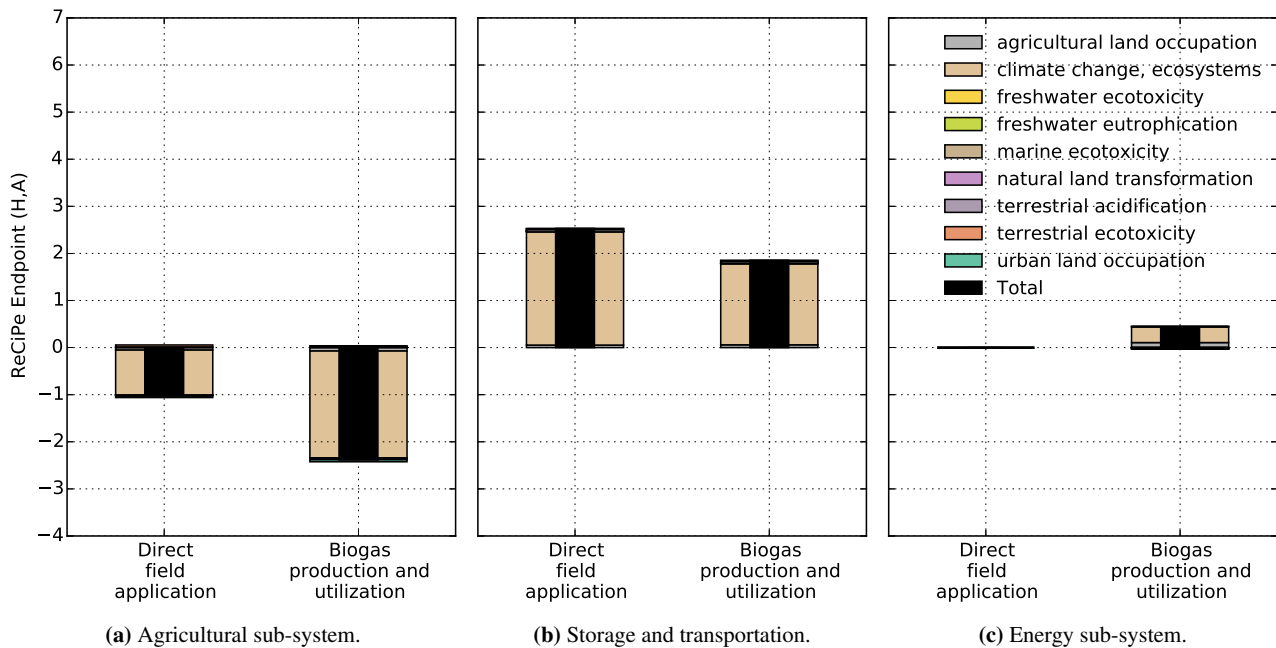 ReCiPe Endpoint (H,A)
7
6
5
4
3
2
1
0
−1
−2
−3
−4
Direct
field
application
Biogas
production and
utilization
(a) Agricultural sub-system.
Direct
field
application
Biogas
production and
utilization
(b) Storage and transportation.
agricultural land occupation
climate change, ecosystems
freshwater ecotoxicity
freshwater eutrophication
marine ecotoxicity
natural land transformation
terrestrial acidification
terrestrial ecotoxicity
urban land occupation
Total
Direct
field
application
Biogas
production and
utilization
(c) Energy sub-system.